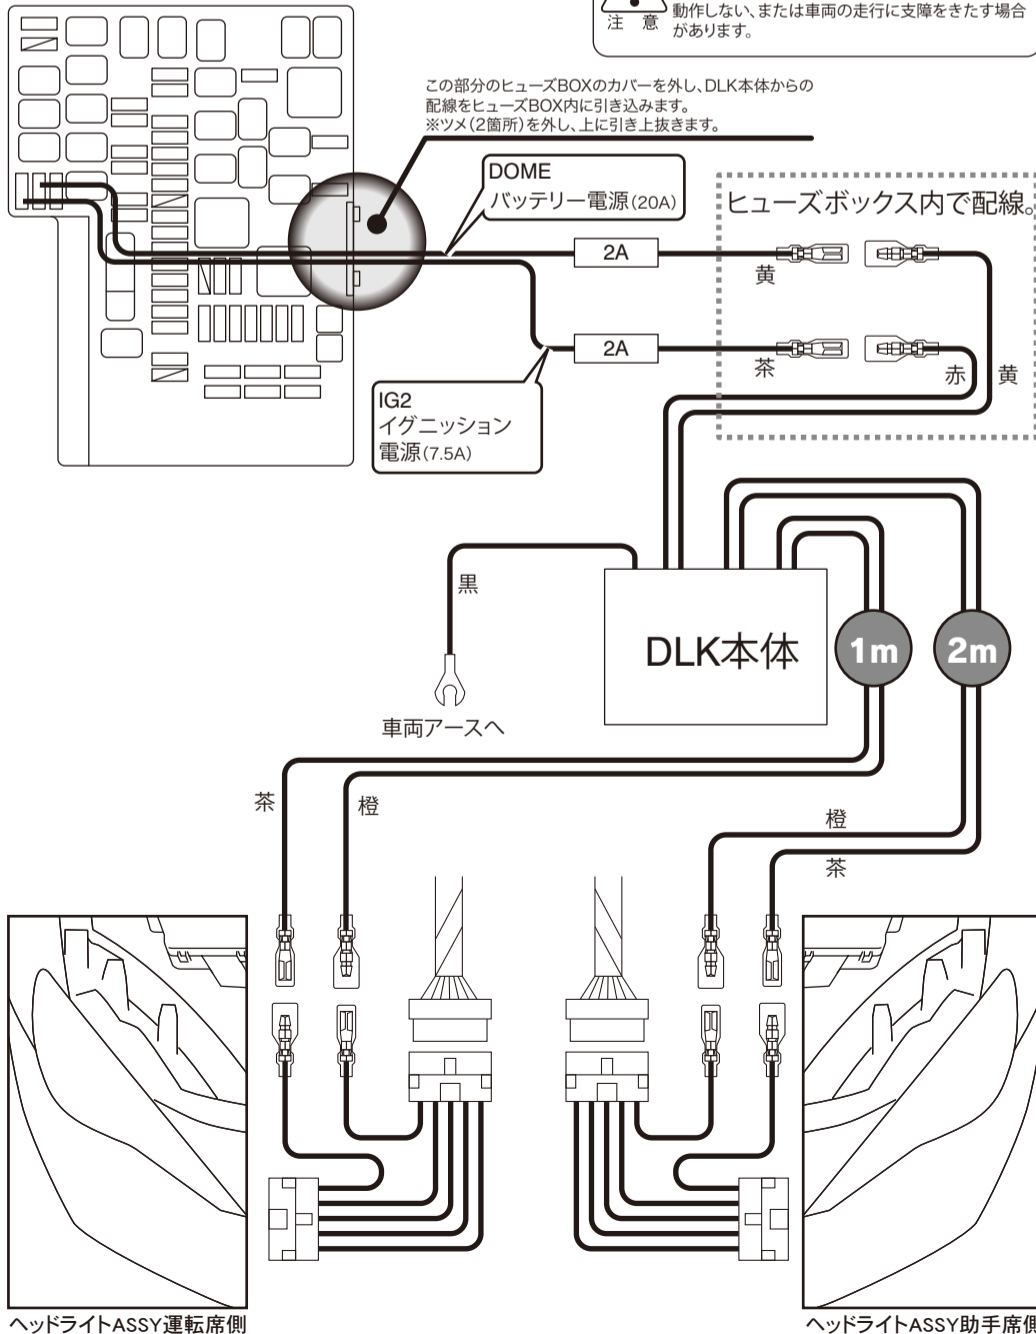 注 意
動作しない、または車両の走行に支障をきたす場合
があります。
この部分のヒューズBOXのカバーを外し、DLK本体からの
配線をヒューズBOX内に引き込みます。
※ツメ(2箇所)を外し、上に引き上抜きます。
DOME
バッテリー電源(20A)
ヒューズボックス内で配線。
2A
黄
2A
茶
赤
黄
IG2
イグニッション
電源(7.5A)
黒
DLK本体
1m
2m
車両アースへ
茶
橙
橙
茶
ヘッドライトASSY運転席側
ヘッドライトASSY助手席側